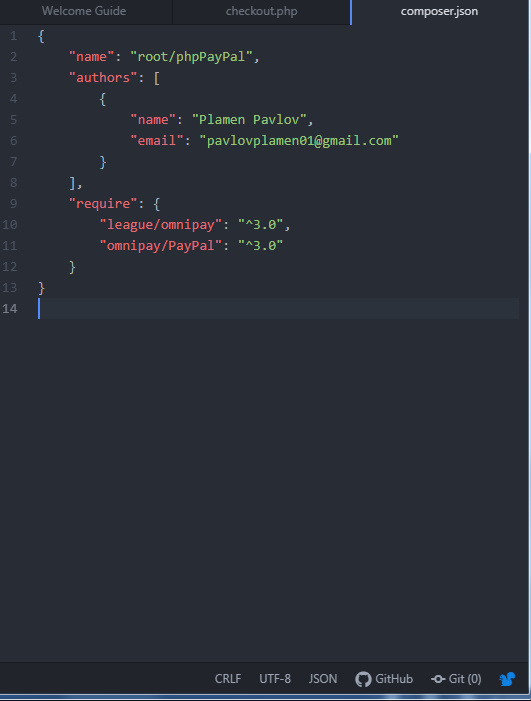 Welcome Guide checkout.php composer.json
1 {
2     "name": "root/phpPayPal",
3     "authors": [
4         {
5             "name": "Plamen Pavlov",
6             "email": "pavlovplamen01@gmail.com"
7         }
8     ],
9     "require": {
10         "league/omnipay": "^3.0",
11         "omnipay/PayPal": "^3.0"
12     }
13 }
14
CRLF UTF-8 JSON GitHub Git (0)